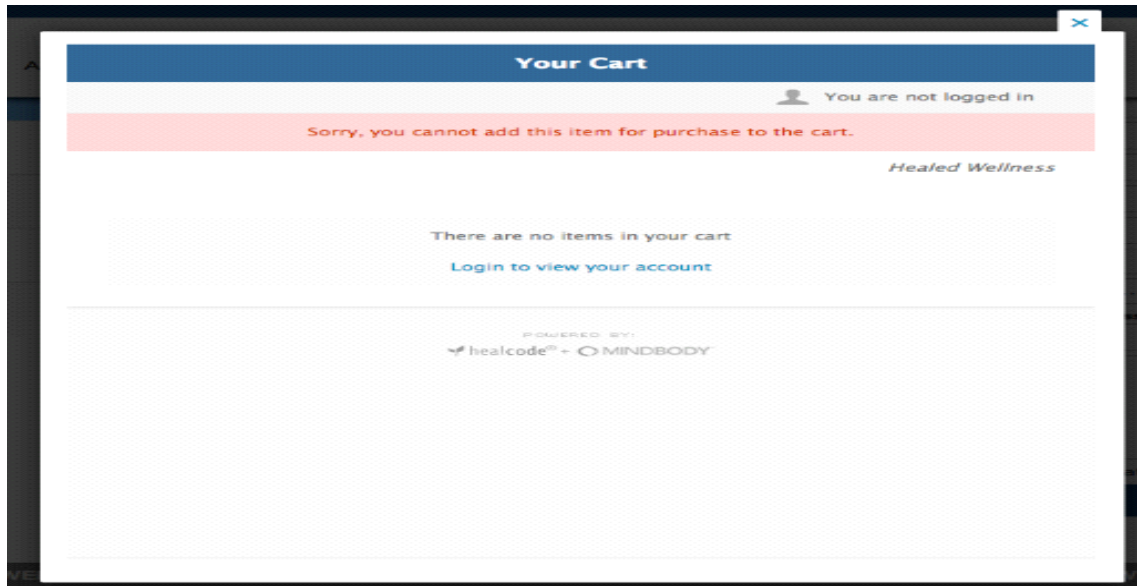 ×
Your Cart
You are not logged in
Sorry, you cannot add this item for purchase to the cart.
Healed Wellness
There are no items in your cart
Login to view your account
POWERED BY:
healcode® + MINDBODY